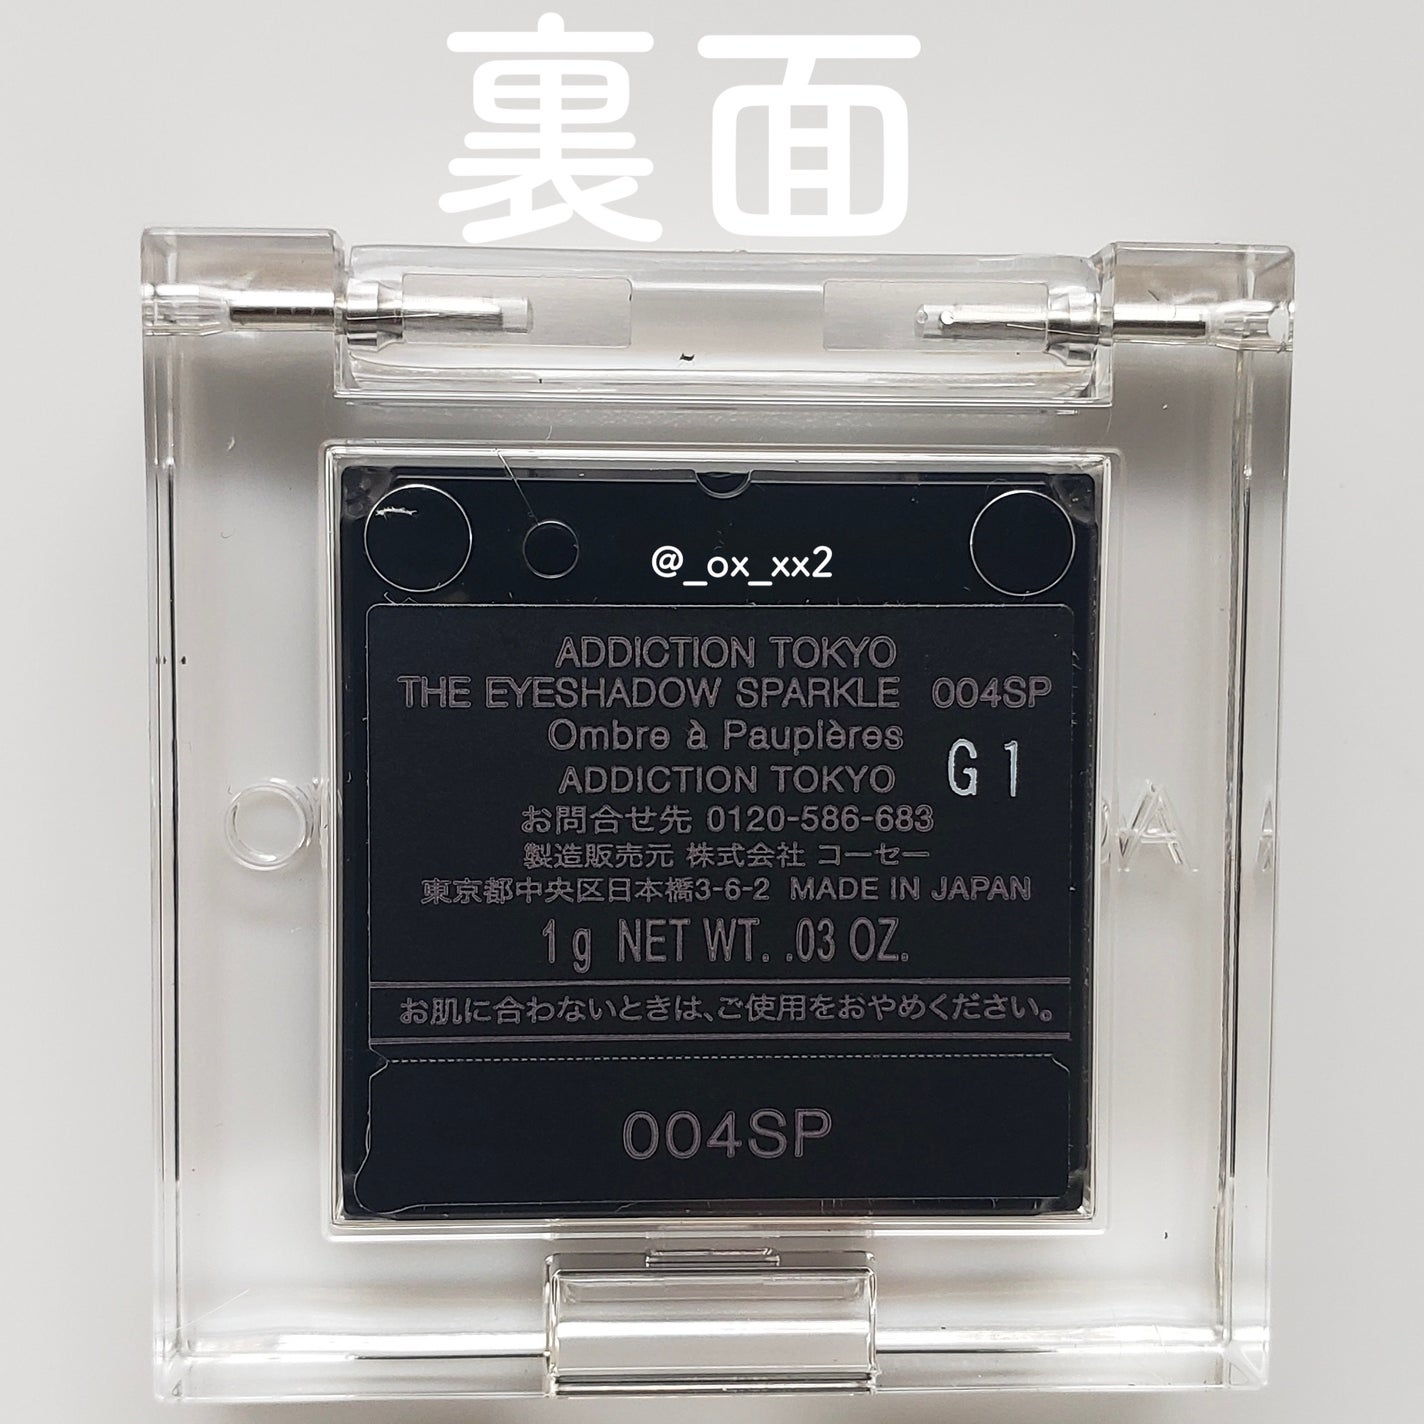 裏面
@_ox_xx2
ADDICTION TOKYO
THE EYESHADOW SPARKLE 004SP
Ombre à Paupières
G1
ADDICTION TOKYO
お問合せ先 0120-586-683
製造販売元 株式会社 コーセー
東京都中央区日本橋3-6-2 MADE IN JAPAN
1g NET WT. .03 OZ.
お肌に合わないときは、ご使用をおやめください。
004SP